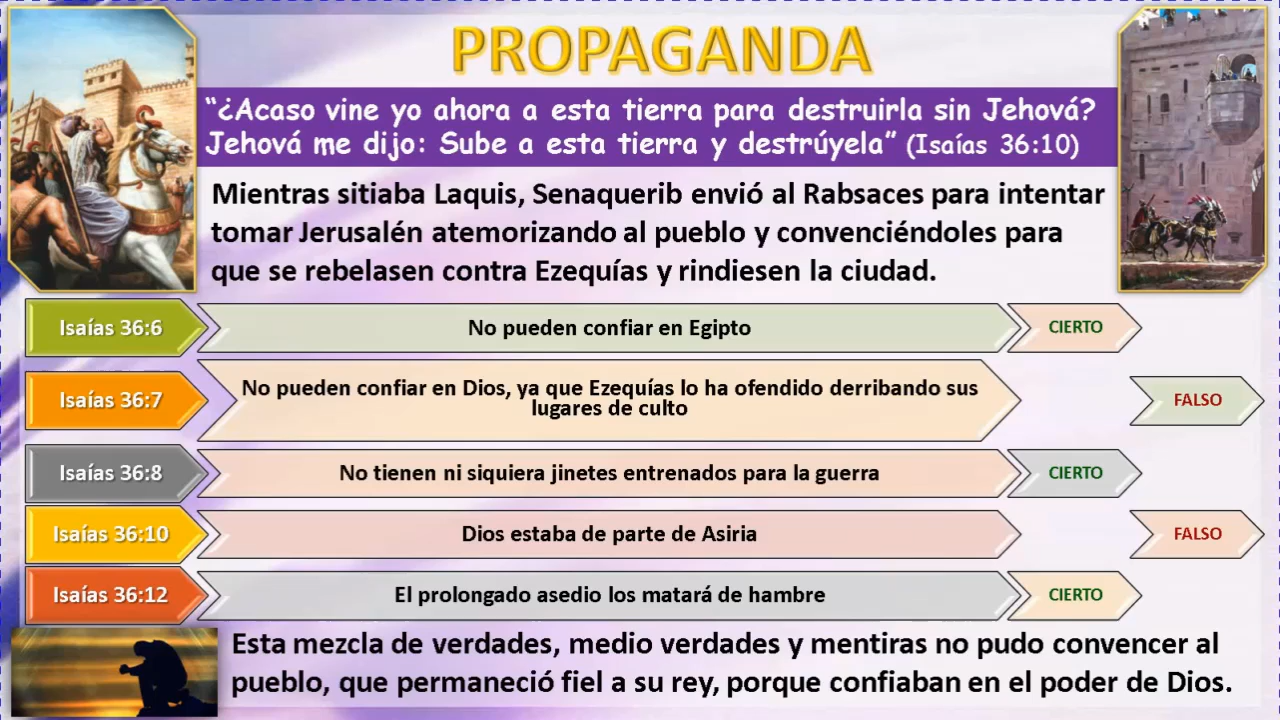 PROPAGANDA
“¿Acaso vine yo ahora a esta tierra para destruirla sin Jehová?
Jehová me dijo: Sube a esta tierra y destrúyela” (Isaías 36:10)
Mientras sitiaba Laquis, Senaquerib envió al Rabsaces para intentar
tomar Jerusalén atemorizando al pueblo y convenciéndoles para
que se rebelasen contra Ezequías y rindiesen la ciudad.
Isaías 36:6
No pueden confiar en Egipto
CIERTO
Isaías 36:7
No pueden confiar en Dios, ya que Ezequías lo ha ofendido derribando sus
lugares de culto
FALSO
Isaías 36:8
No tienen ni siquiera jinetes entrenados para la guerra
CIERTO
Isaías 36:10
Dios estaba de parte de Asiria
FALSO
Isaías 36:12
El prolongado asedio los matará de hambre
CIERTO
Esta mezcla de verdades, medio verdades y mentiras no pudo convencer al
pueblo, que permaneció fiel a su rey, porque confiaban en el poder de Dios.